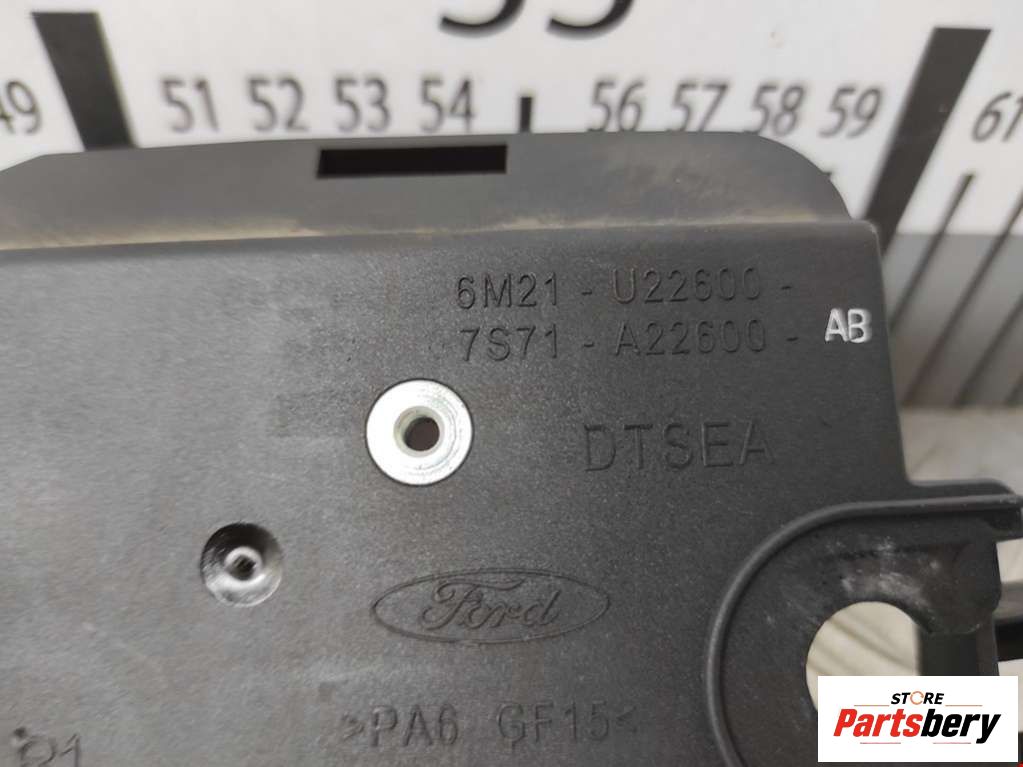 49 51 52 53 54 56 57 58 59 61
6M21 - U22600 -
7S71 - A22600 - AB
DTSEA
Ford
>PA6 GF15<
STORE
Partsbery